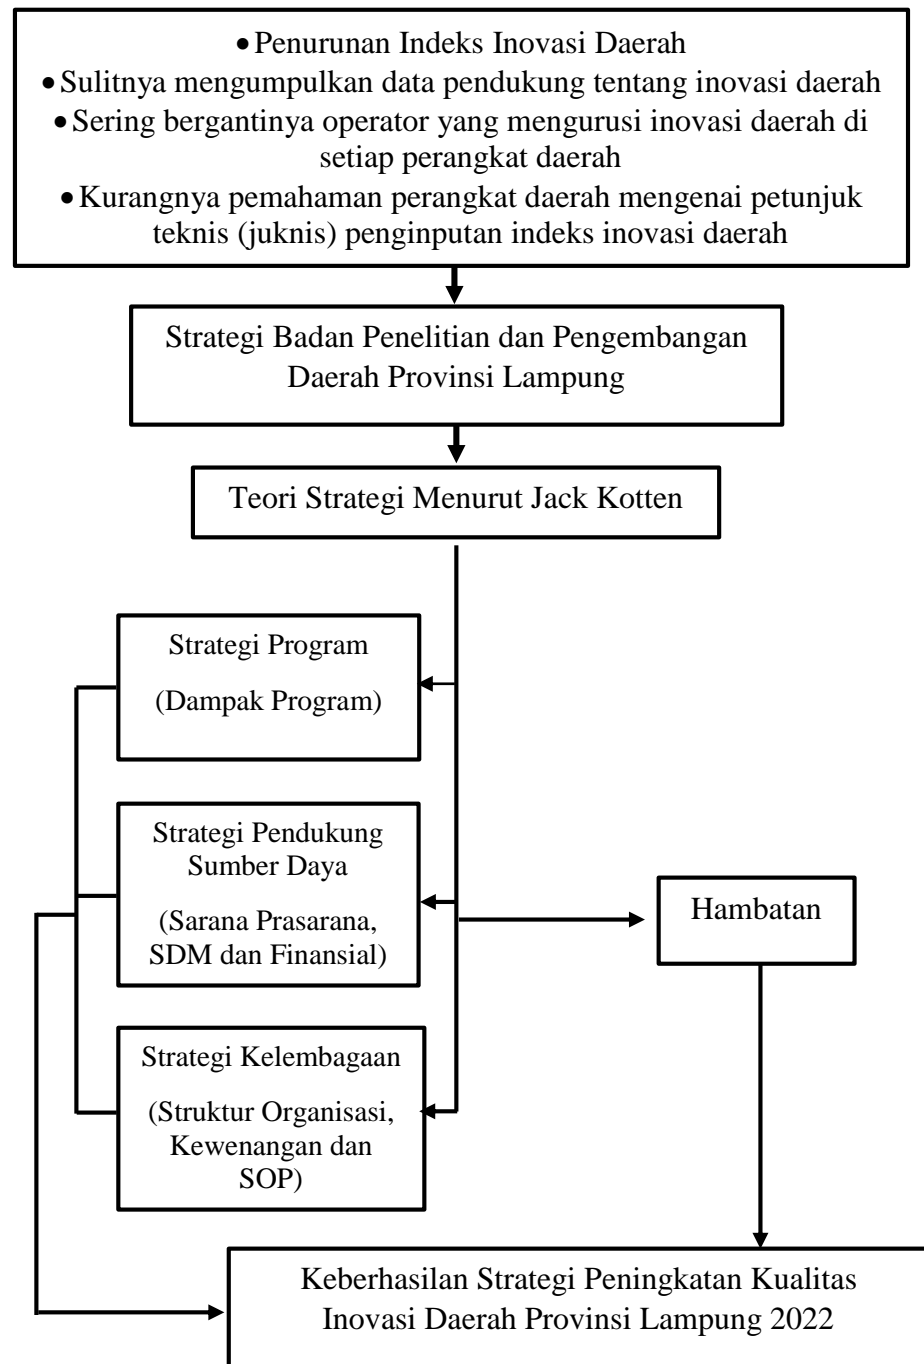 •Penurunan Indeks Inovasi Daerah
•Sulitnya mengumpulkan data pendukung tentang inovasi daerah
•Sering bergantinya operator yang mengurusi inovasi daerah di
setiap perangkat daerah
•Kurangnya pemahaman perangkat daerah mengenai petunjuk
teknis (juknis) penginputan indeks inovasi daerah
Strategi Badan Penelitian dan Pengembangan
Daerah Provinsi Lampung
Teori Strategi Menurut Jack Kotten
Strategi Program
(Dampak Program)
Strategi Pendukung
Sumber Daya
(Sarana Prasarana,
SDM dan Finansial)
Hambatan
Strategi Kelembagaan
(Struktur Organisasi,
Kewenangan dan
SOP)
Keberhasilan Strategi Peningkatan Kualitas
Inovasi Daerah Provinsi Lampung 2022